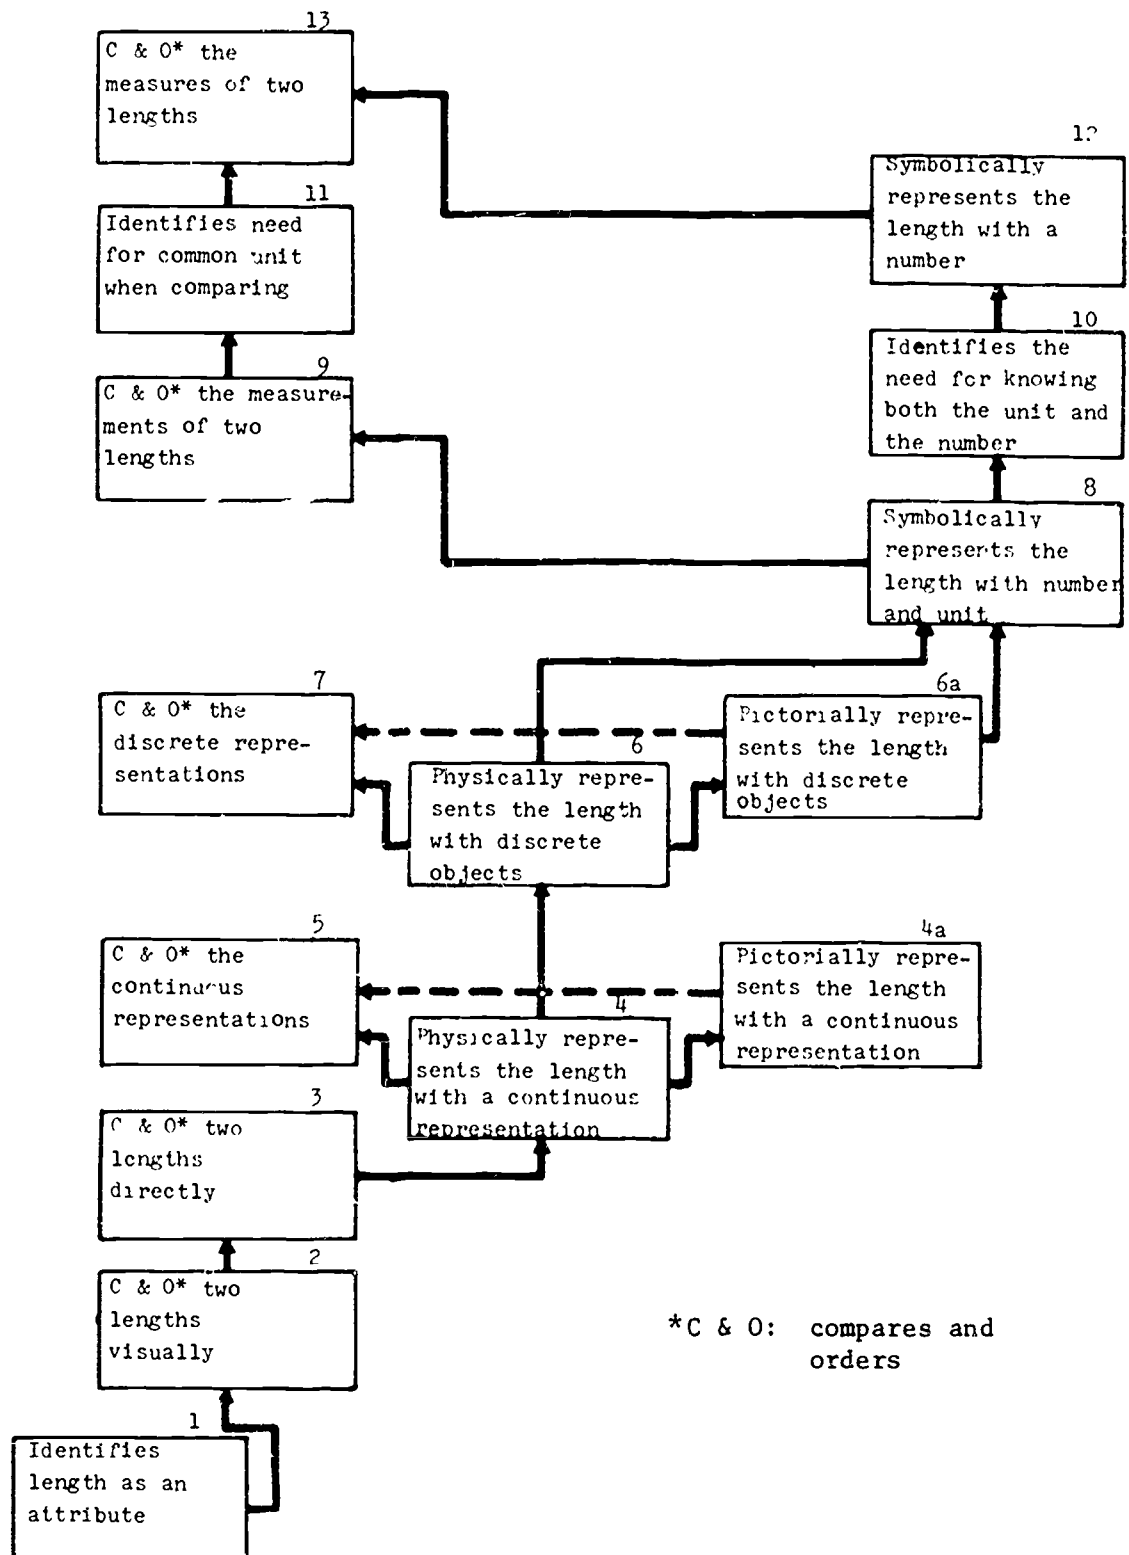 13
C & O* the
measures of two
lengths
12
Symbolically
represents the
length with a
number
11
Identifies need
for common unit
when comparing
10
Identifies the
need for knowing
both the unit and
the number
9
C & O* the measure-
ments of two
lengths
8
Symbolically
represents the
length with number
and unit
7
C & O* the
discrete repre-
sentations
6a
Pictorially repre-
sents the length
with discrete
objects
6
Physically repre-
sents the length
with discrete
objects
5
C & O* the
continuous
representations
4a
Pictorially repre-
sents the length
with a continuous
representation
4
Physically repre-
sents the length
with a continuous
representation
3
C & O* two
lengths
directly
2
C & O* two
lengths
visually
*C & O: compares and
orders
1
Identifies
length as an
attribute